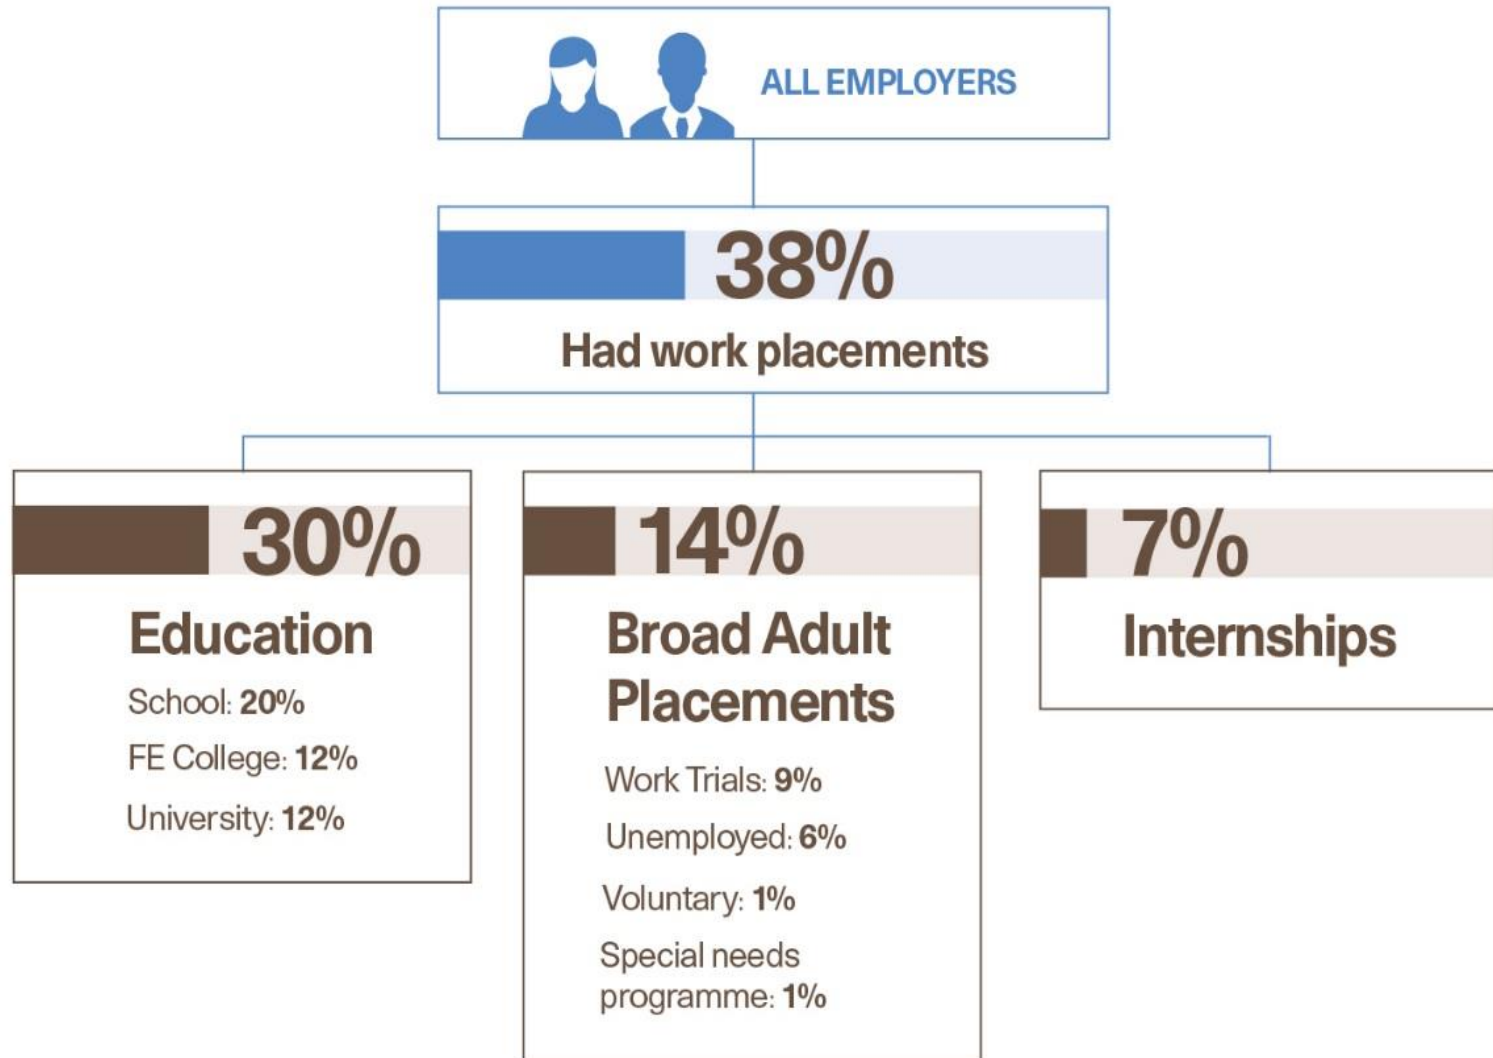 ALL EMPLOYERS
38%
Had work placements
30%
Education
School: 20%
FE College: 12%
University: 12%
14%
Broad Adult
Placements
Work Trials: 9%
Unemployed: 6%
Voluntary: 1%
Special needs
programme: 1%
7%
Internships